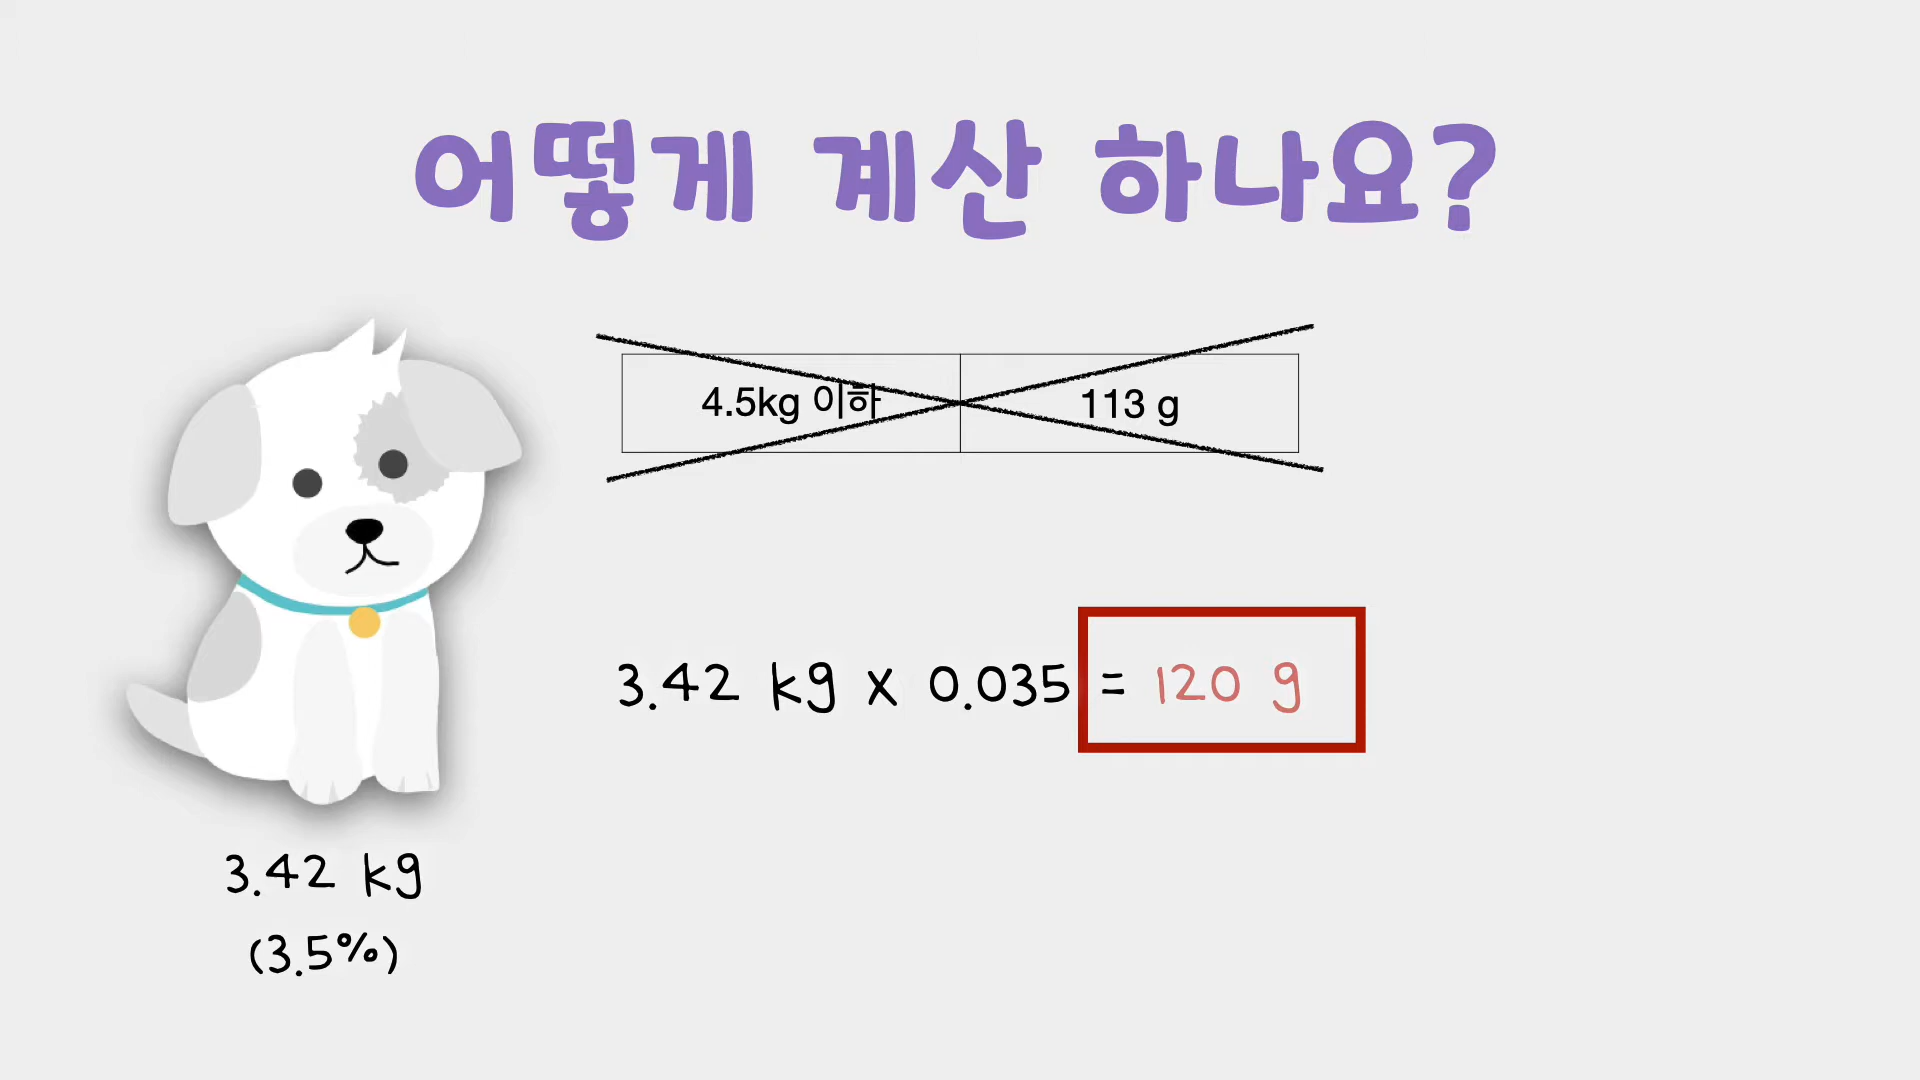 어떻게 계산 하나요?
4.5kg 이하 113 g
3.42 kg x 0.035 = 120 g
3.42 kg
(3.5%)